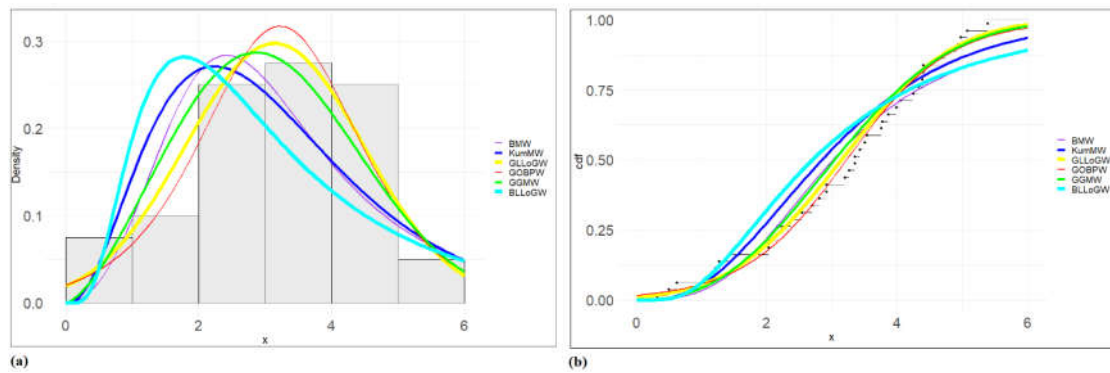 0.3
0.2
0.1
0.0
Density
0
2
4
6
x
BMW
KumMW
GLLoGW
GOBPW
GGMW
BLLoGW
(a)
1.00
0.75
0.50
0.25
0.00
cdf
0
2
4
6
x
BMW
KumMW
GLLoGW
GOBPW
GGMW
BLLoGW
(b)